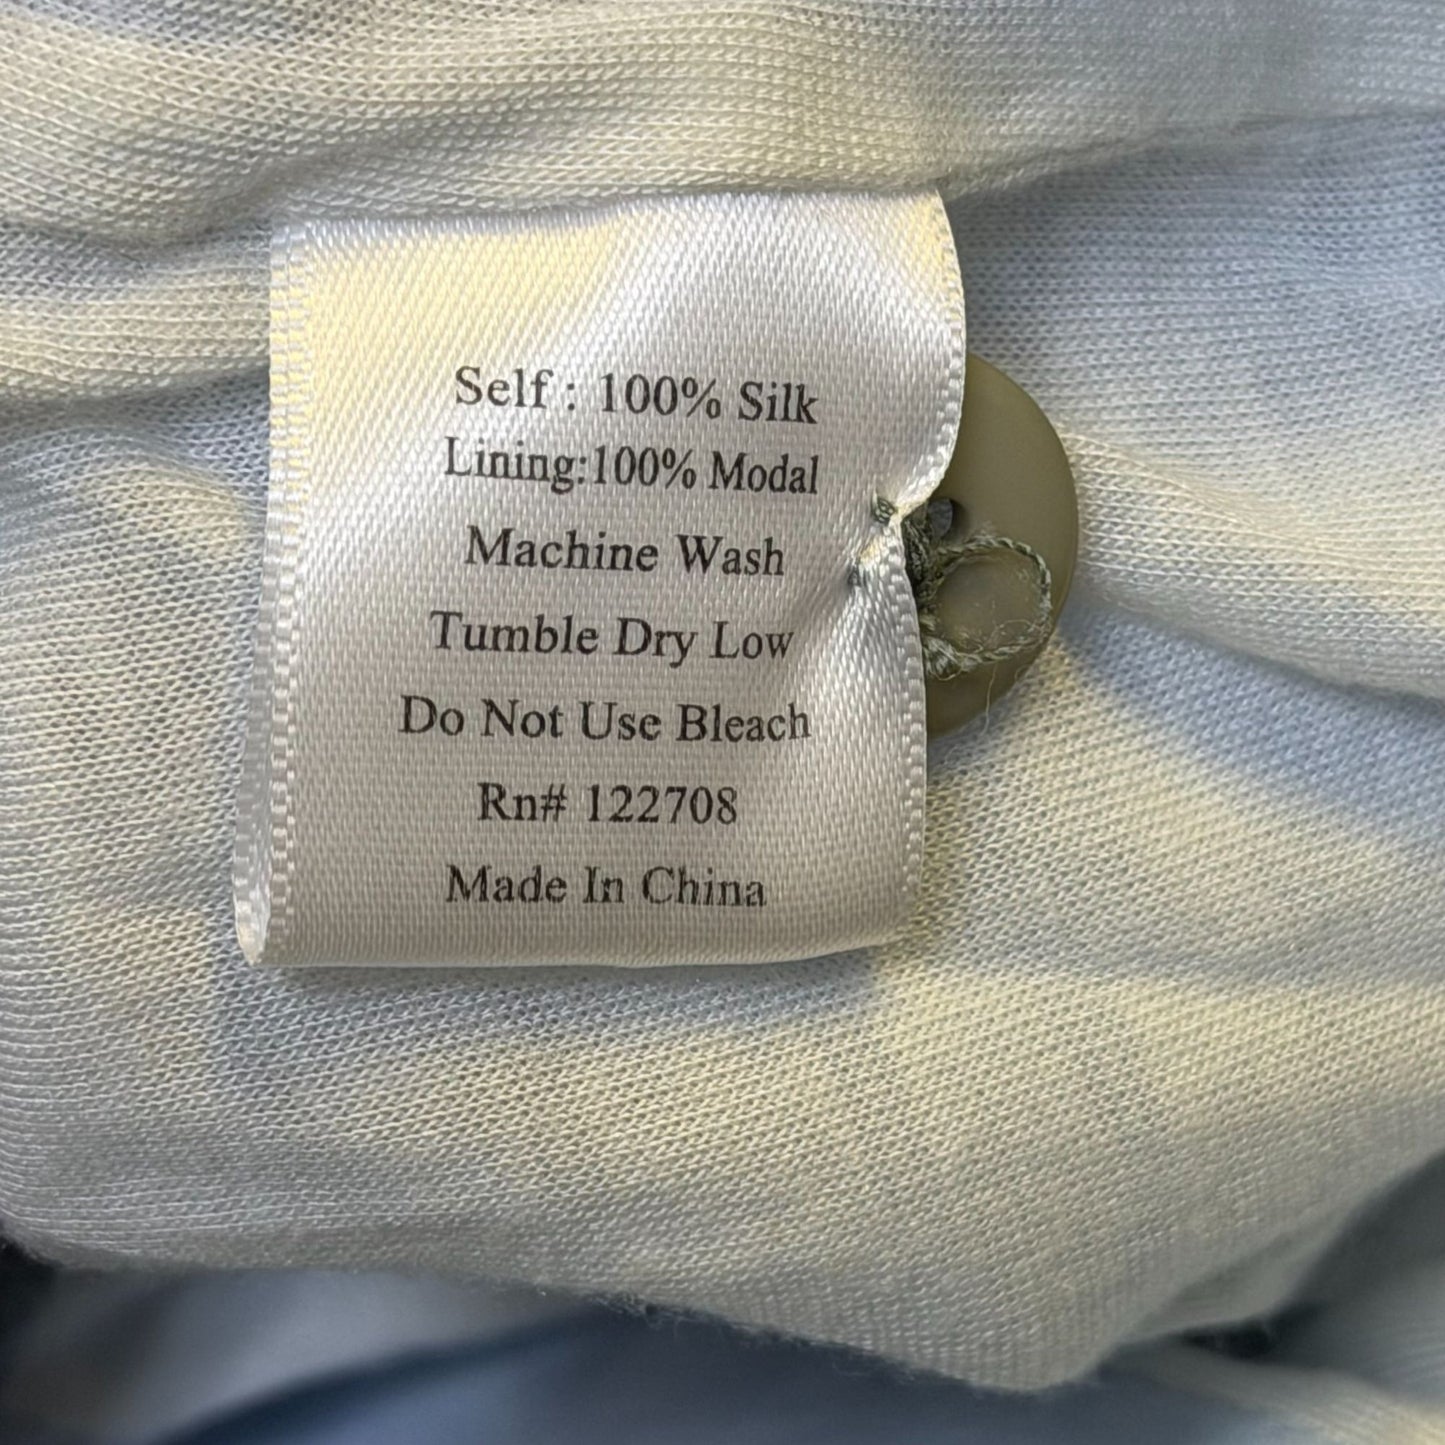 Self : 100% Silk
Lining:100% Modal
Machine Wash
Tumble Dry Low
Do Not Use Bleach
Rn# 122708
Made In China